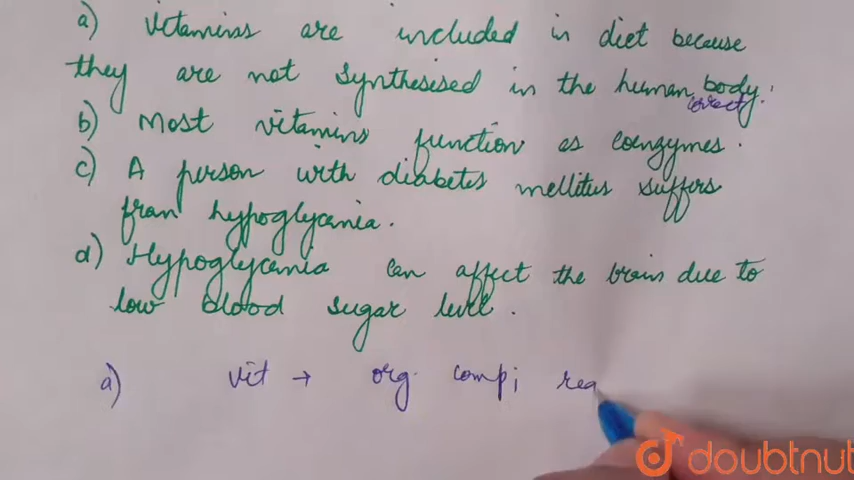 a) vitamins are included in diet because
they are not synthesised in the human body.
correct
b) Most vitamins function as coenzymes.
c) A person with diabetes mellitus suffers
fran hypoglycemia.
d) Hypoglycemia can affect the brain due to
low blood sugar level.
a) vit → org. comp; req
doubtnut